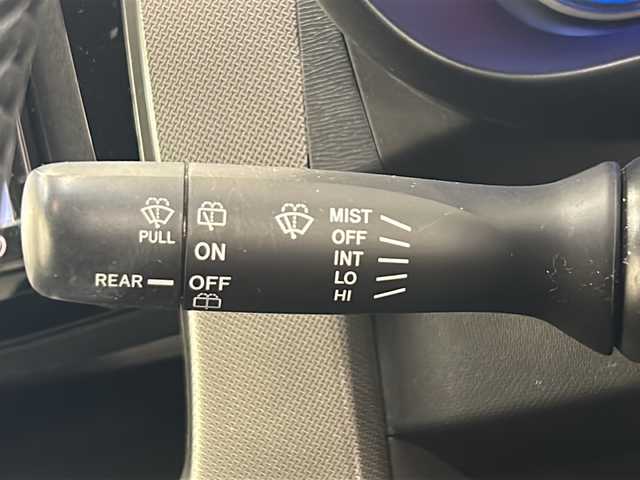 PULL
REAR
ON
OFF
MIST
OFF
INT
LO
HI